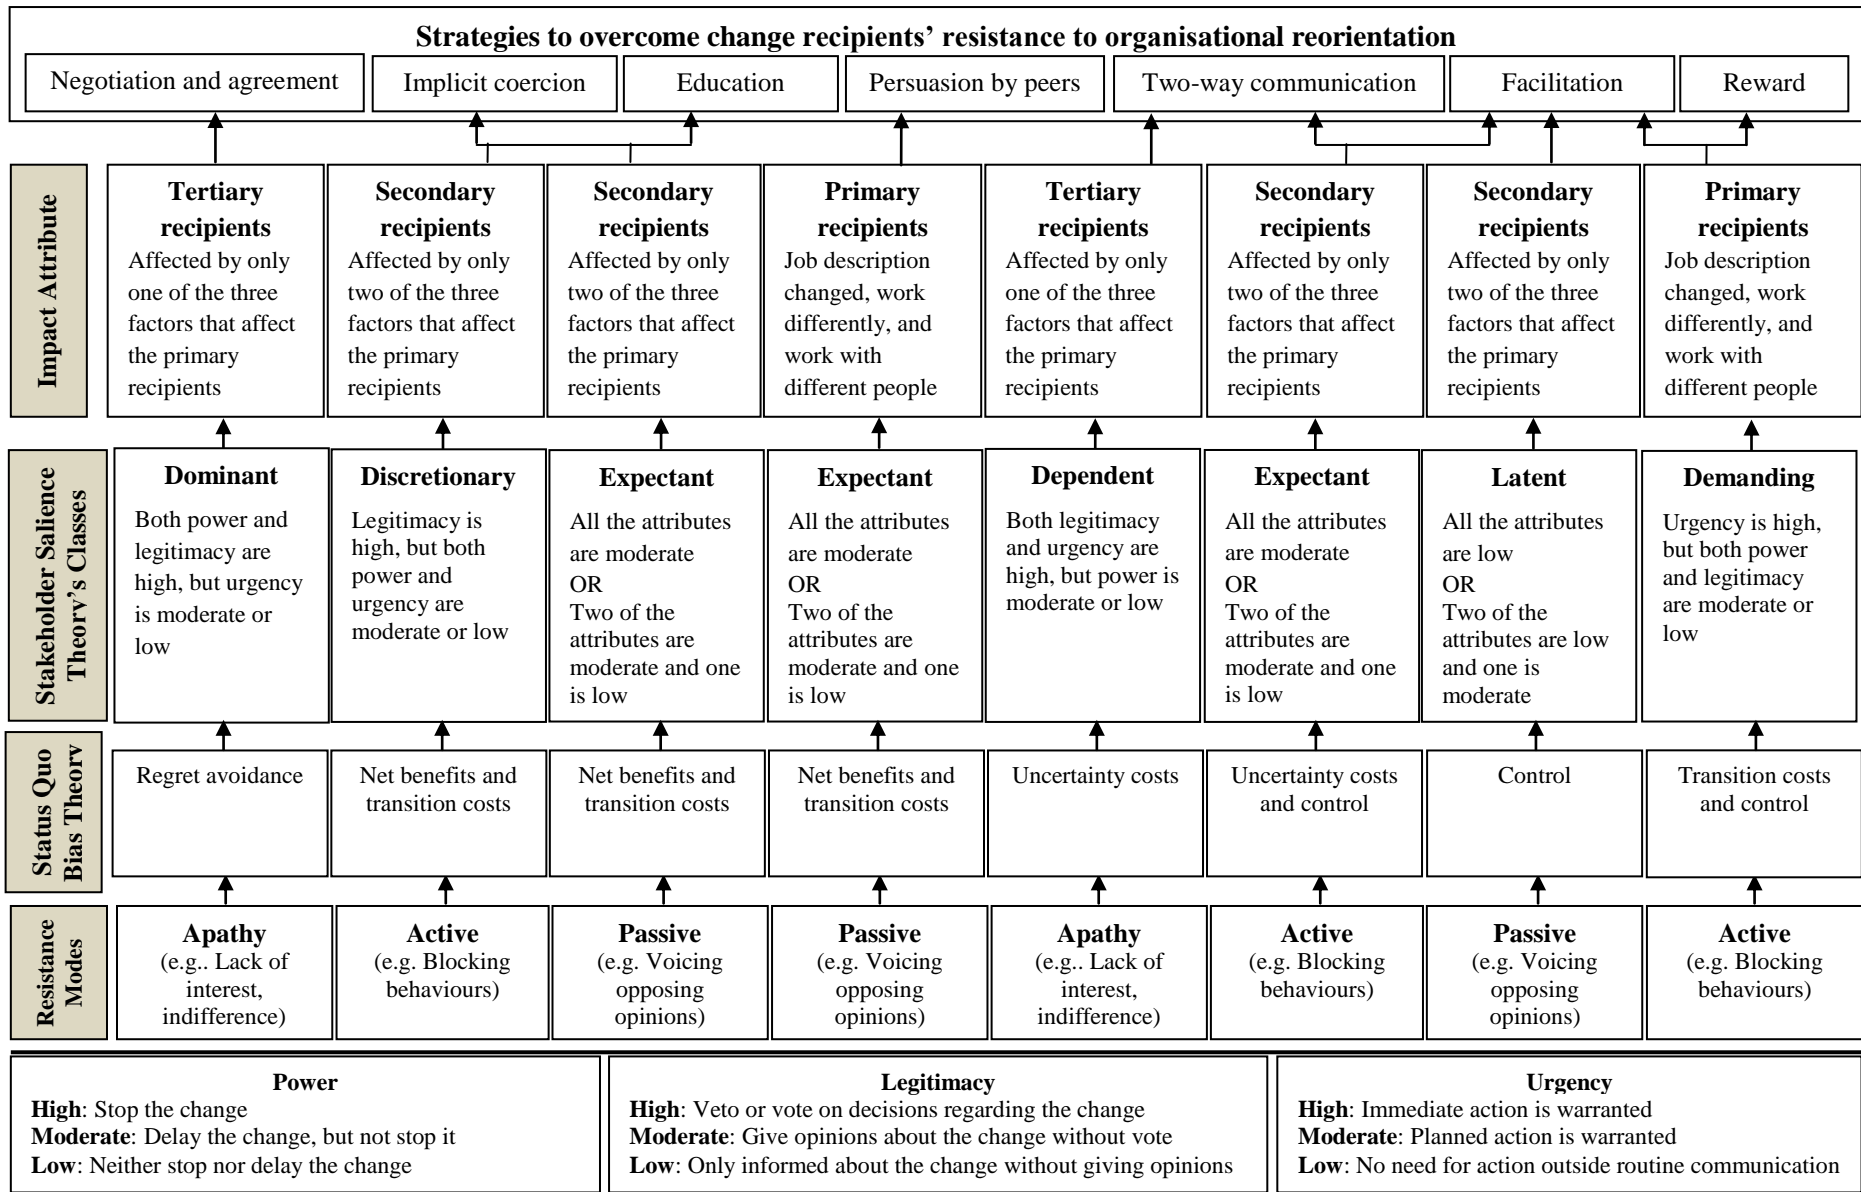 Strategies to overcome change recipients' resistance to organisational reorientation
Negotiation and agreement
Implicit coercion
Education
Persuasion by peers
Two-way communication
Facilitation
Reward
Impact Attribute
Tertiary
recipients
Affected by only
one of the three
factors that affect
the primary
recipients
Secondary
recipients
Affected by only
two of the three
factors that affect
the primary
recipients
Secondary
recipients
Affected by only
two of the three
factors that affect
the primary
recipients
Primary
recipients
Job description
changed, work
differently, and
work with
different people
Tertiary
recipients
Affected by only
one of the three
factors that affect
the primary
recipients
Secondary
recipients
Affected by only
two of the three
factors that affect
the primary
recipients
Secondary
recipients
Affected by only
two of the three
factors that affect
the primary
recipients
Primary
recipients
Job description
changed, work
differently, and
work with
different people
Stakeholder Salience
Theory's Classes
Dominant
Both power and
legitimacy are
high, but urgency
is moderate or
low
Discretionary
Legitimacy is
high, but both
power and
urgency are
moderate or low
Expectant
All the attributes
are moderate
OR
Two of the
attributes are
moderate and one
is low
Expectant
All the attributes
are moderate
OR
Two of the
attributes are
moderate and one
is low
Dependent
Both legitimacy
and urgency are
high, but power is
moderate or low
Expectant
All the attributes
are moderate
OR
Two of the
attributes are
moderate and one
is low
Latent
All the attributes
are low
OR
Two of the
attributes are low
and one is
moderate
Demanding
Urgency is high,
but both power
and legitimacy
are moderate or
low
Status Quo
Bias Theory
Regret avoidance
Net benefits and
transition costs
Net benefits and
transition costs
Net benefits and
transition costs
Uncertainty costs
Uncertainty costs
and control
Control
Transition costs
and control
Resistance
Modes
Apathy
(e.g.. Lack of
interest,
indifference)
Active
(e.g. Blocking
behaviours)
Passive
(e.g. Voicing
opposing
opinions)
Passive
(e.g. Voicing
opposing
opinions)
Apathy
(e.g.. Lack of
interest,
indifference)
Active
(e.g. Blocking
behaviours)
Passive
(e.g. Voicing
opposing
opinions)
Active
(e.g. Blocking
behaviours)
Power
High: Stop the change
Moderate: Delay the change, but not stop it
Low: Neither stop nor delay the change
Legitimacy
High: Veto or vote on decisions regarding the change
Moderate: Give opinions about the change without vote
Low: Only informed about the change without giving opinions
Urgency
High: Immediate action is warranted
Moderate: Planned action is warranted
Low: No need for action outside routine communication